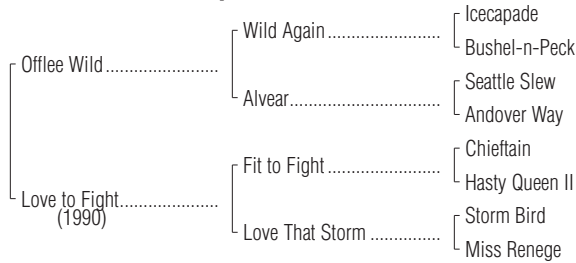 Icecapade
Wild Again
Bushel-n-Peck
Offlee Wild
Seattle Slew
Alvear
Andover Way
Chieftain
Fit to Fight
Hasty Queen II
Love to Fight
(1990)
Storm Bird
Love That Storm
Miss Renege